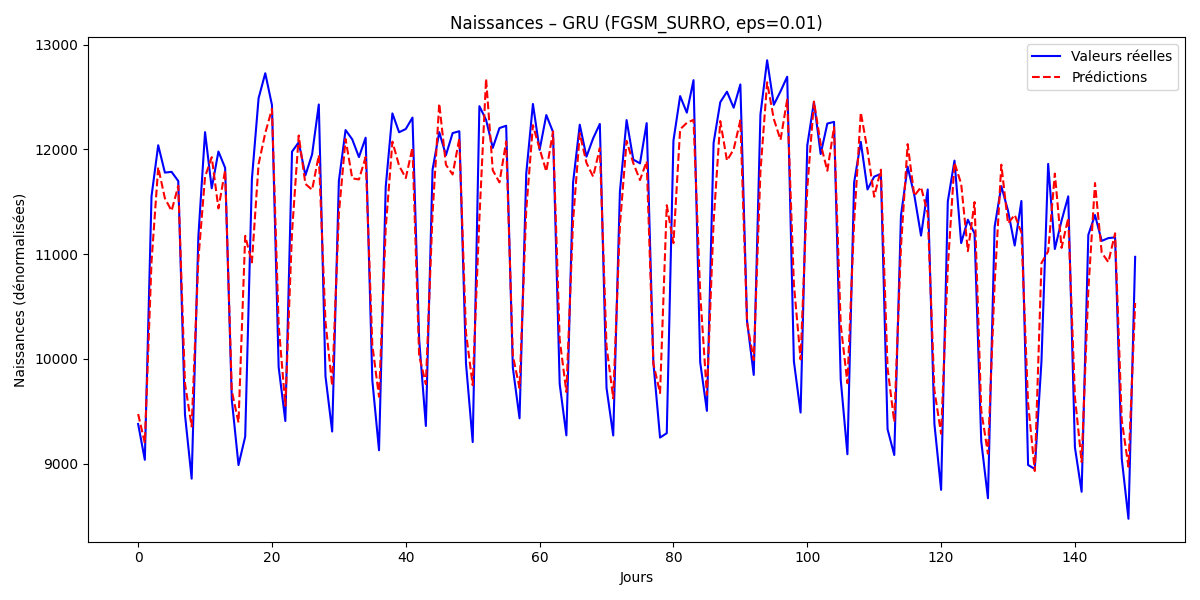 Naissances – GRU (FGSM_SURRO, eps=0.01)
Valeurs réelles
Prédictions
Naissances (dénormalisées)
13000
12000
11000
10000
9000
0 20 40 60 80 100 120 140
Jours